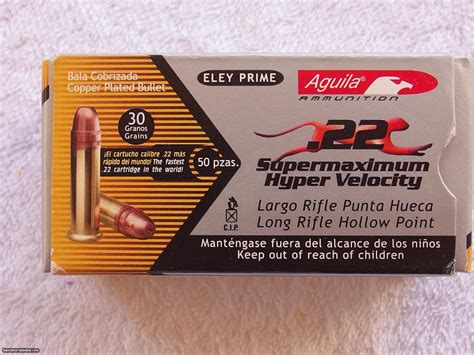 Bala Cobrizada
Copper Plated Bullet
ELEY PRIME
Aguila®
AMMUNITION
30
Granos
Grains
¡El cartucho calibre .22 más
rápido del mundo! The fastest
.22 cartridge in the world!
50 pzas.
.22
Supermaximum
Hyper Velocity
C.I.P.
Largo Rifle Punta Hueca
Long Rifle Hollow Point
Manténgase fuera del alcance de los niños
Keep out of reach of children